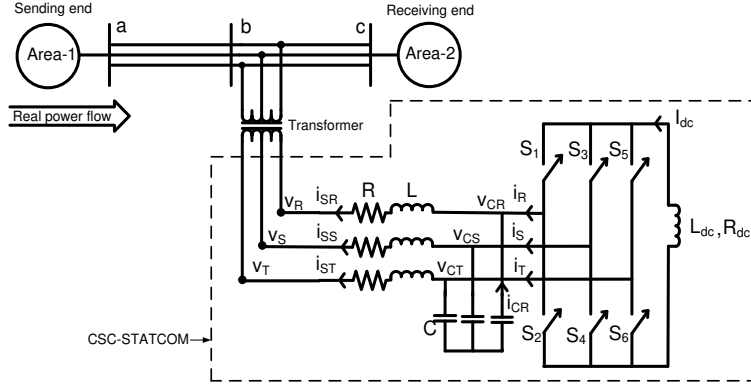 Sending end
Receiving end
a
b
c
Area-1
Area-2
Real power flow
Transformer
I_dc
S_1
S_3
S_5
v_R
i_SR
R
L
v_CR
i_R
v_S
i_SS
v_CS
i_S
L_dc,R_dc
v_T
i_ST
v_CT
i_T
i_CR
C
CSC-STATCOM
S_2
S_4
S_6